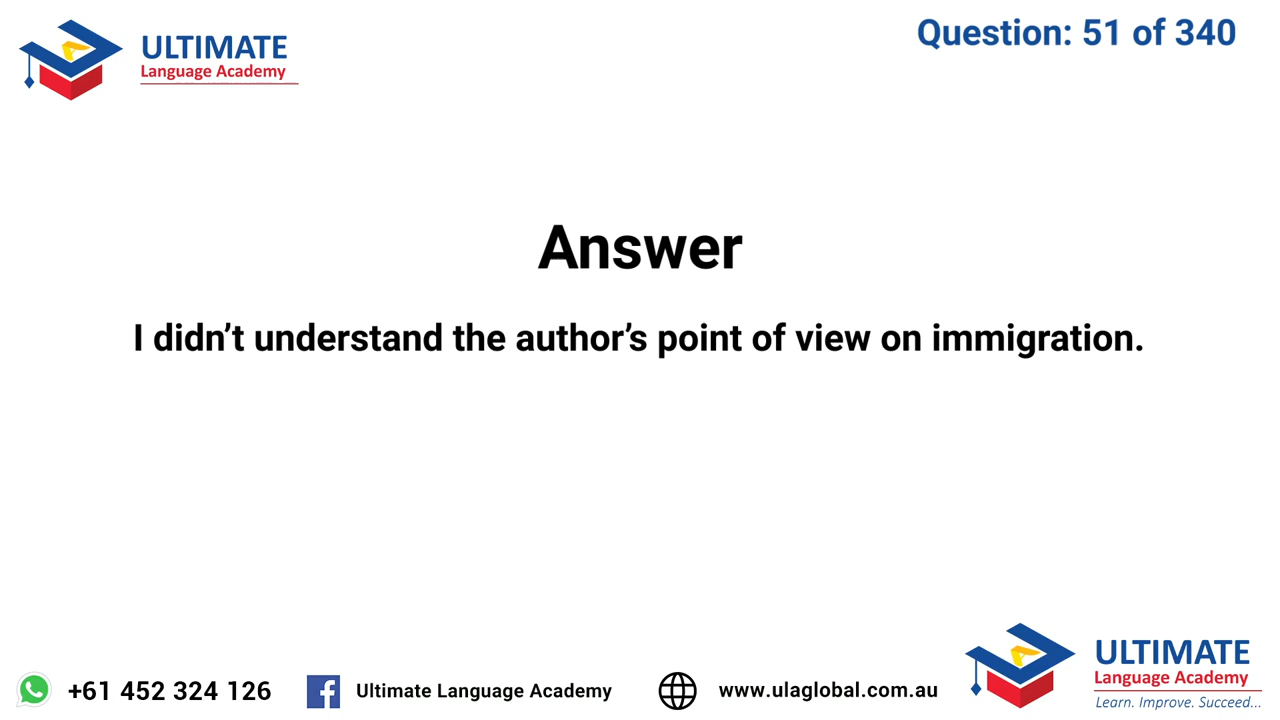 ULTIMATE
Language Academy
Question: 51 of 340
Answer
I didn’t understand the author’s point of view on immigration.
+61 452 324 126
Ultimate Language Academy
www.ulaglobal.com.au
ULTIMATE
Language Academy
Learn. Improve. Succeed...